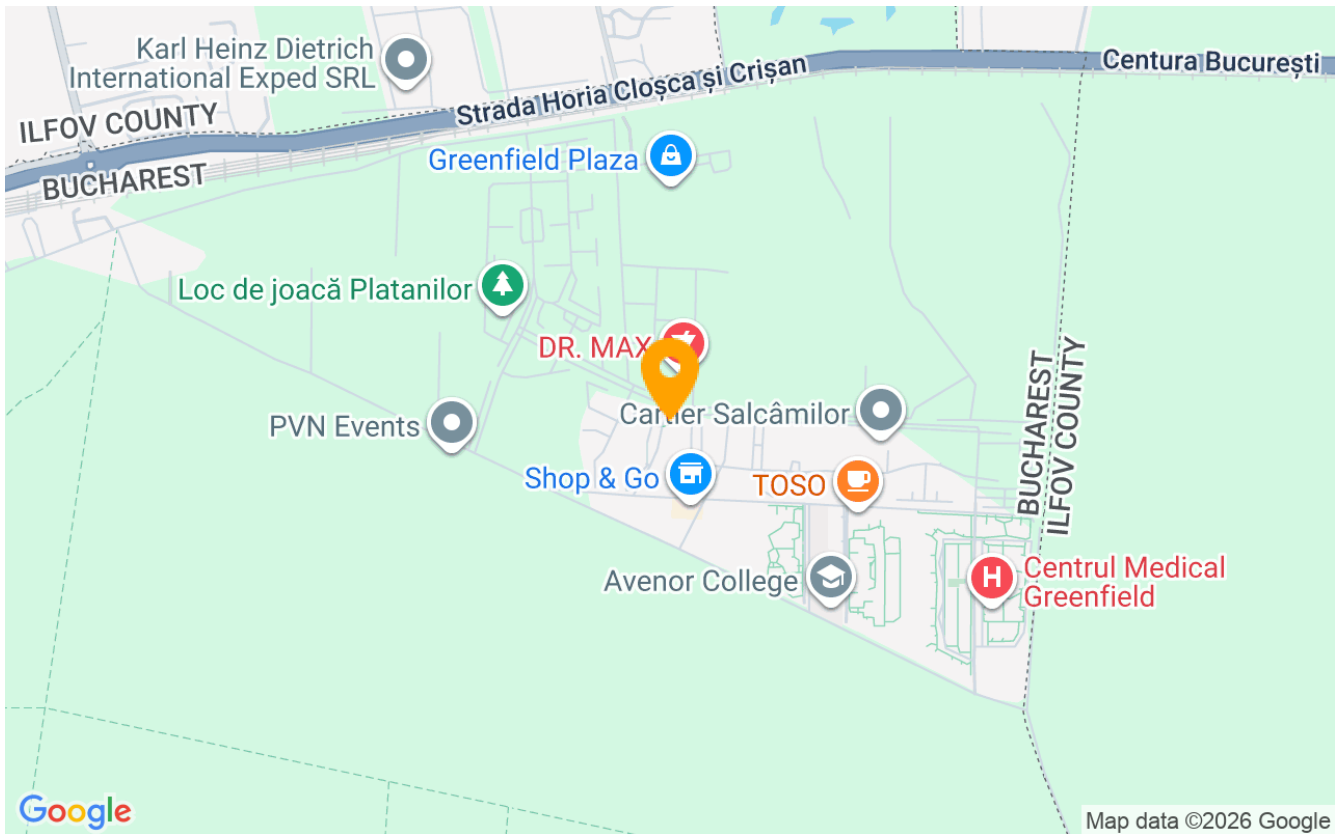 Karl Heinz Dietrich
International Exped SRL
Strada Horia Cloșca și Crișan
Centura București
ILFOV COUNTY
BUCHAREST
Greenfield Plaza
Loc de joacă Platanilor
DR. MAX
PVN Events
Cartier Salcâmilor
BUCHAREST
ILFOV COUNTY
Shop & Go
TOSO
Avenor College
H
Centrul Medical
Greenfield
Google
Map data ©2026 Google